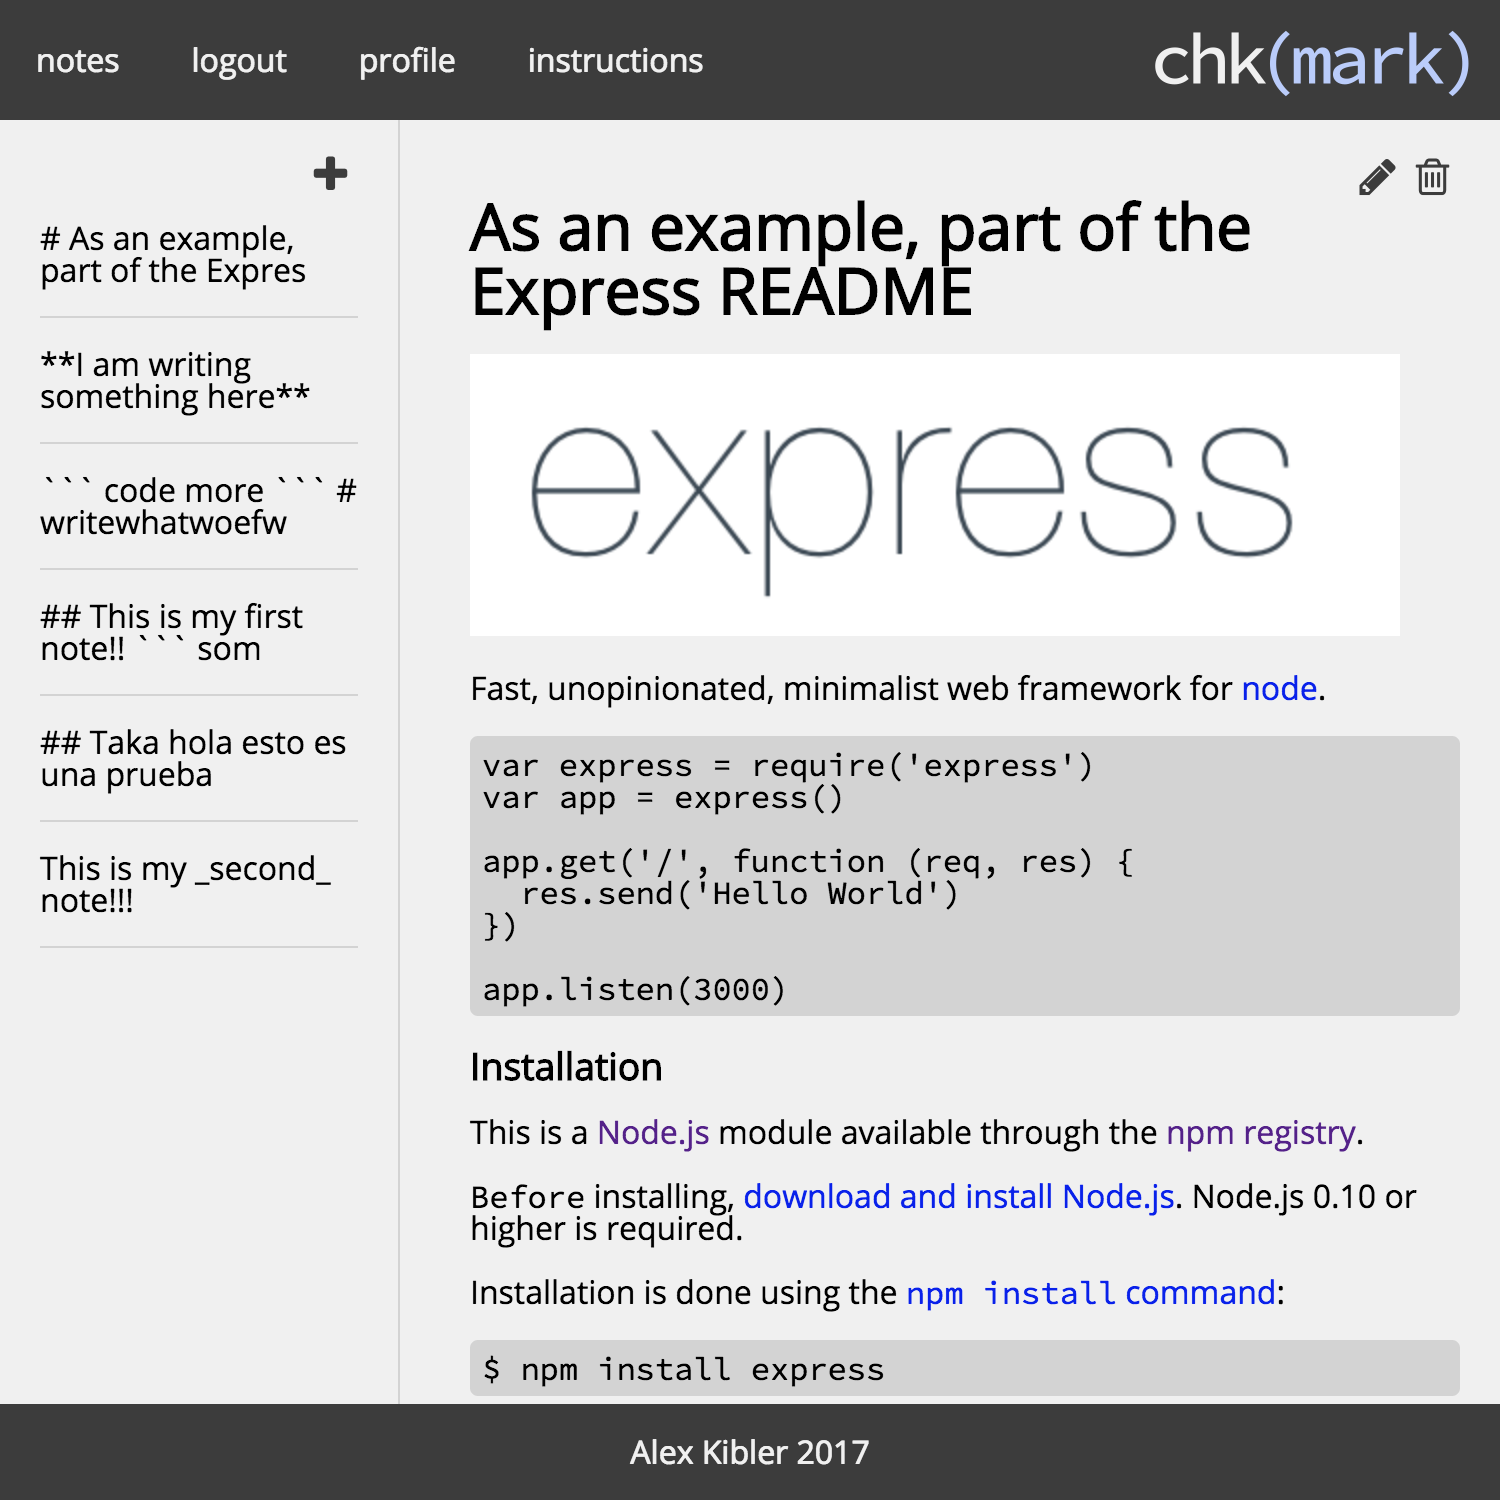 notes logout profile instructions chk(mark)
# As an example,
part of the Expres
**I am writing
something here**
``` code more ``` #
writewhatwoefw
## This is my first
note!! ``` som
## Taka hola esto es
una prueba
This is my _second_
note!!!
As an example, part of the
Express README
express
Fast, unopinionated, minimalist web framework for node.
var express = require('express')
var app = express()
app.get('/', function (req, res) {
  res.send('Hello World')
})
app.listen(3000)
Installation
This is a Node.js module available through the npm registry.
Before installing, download and install Node.js. Node.js 0.10 or
higher is required.
Installation is done using the npm install command:
$ npm install express
Alex Kibler 2017